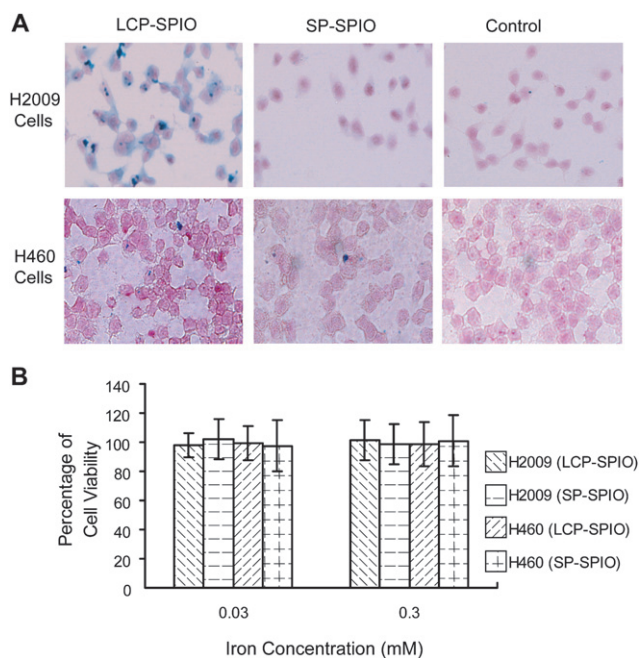 A
LCP-SPIO
SP-SPIO
Control
H2009
Cells
H460
Cells
B
Percentage of
Cell Viability
140
120
100
80
60
40
20
0
H2009 (LCP-SPIO)
H2009 (SP-SPIO)
H460 (LCP-SPIO)
H460 (SP-SPIO)
0.03
0.3
Iron Concentration (mM)